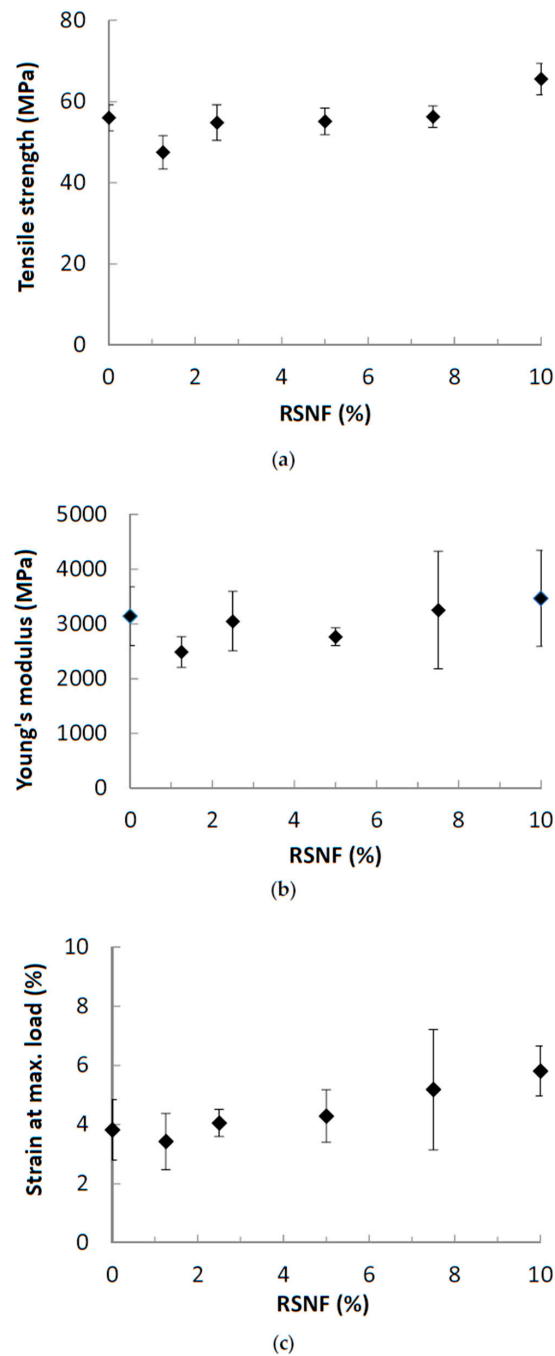 Tensile strength (MPa)
80
60
40
20
0
0 2 4 6 8 10
RSNF (%)
(a)
Young's modulus (MPa)
5000
4000
3000
2000
1000
0
0 2 4 6 8 10
RSNF (%)
(b)
Strain at max. load (%)
10
8
6
4
2
0
0 2 4 6 8 10
RSNF (%)
(c)